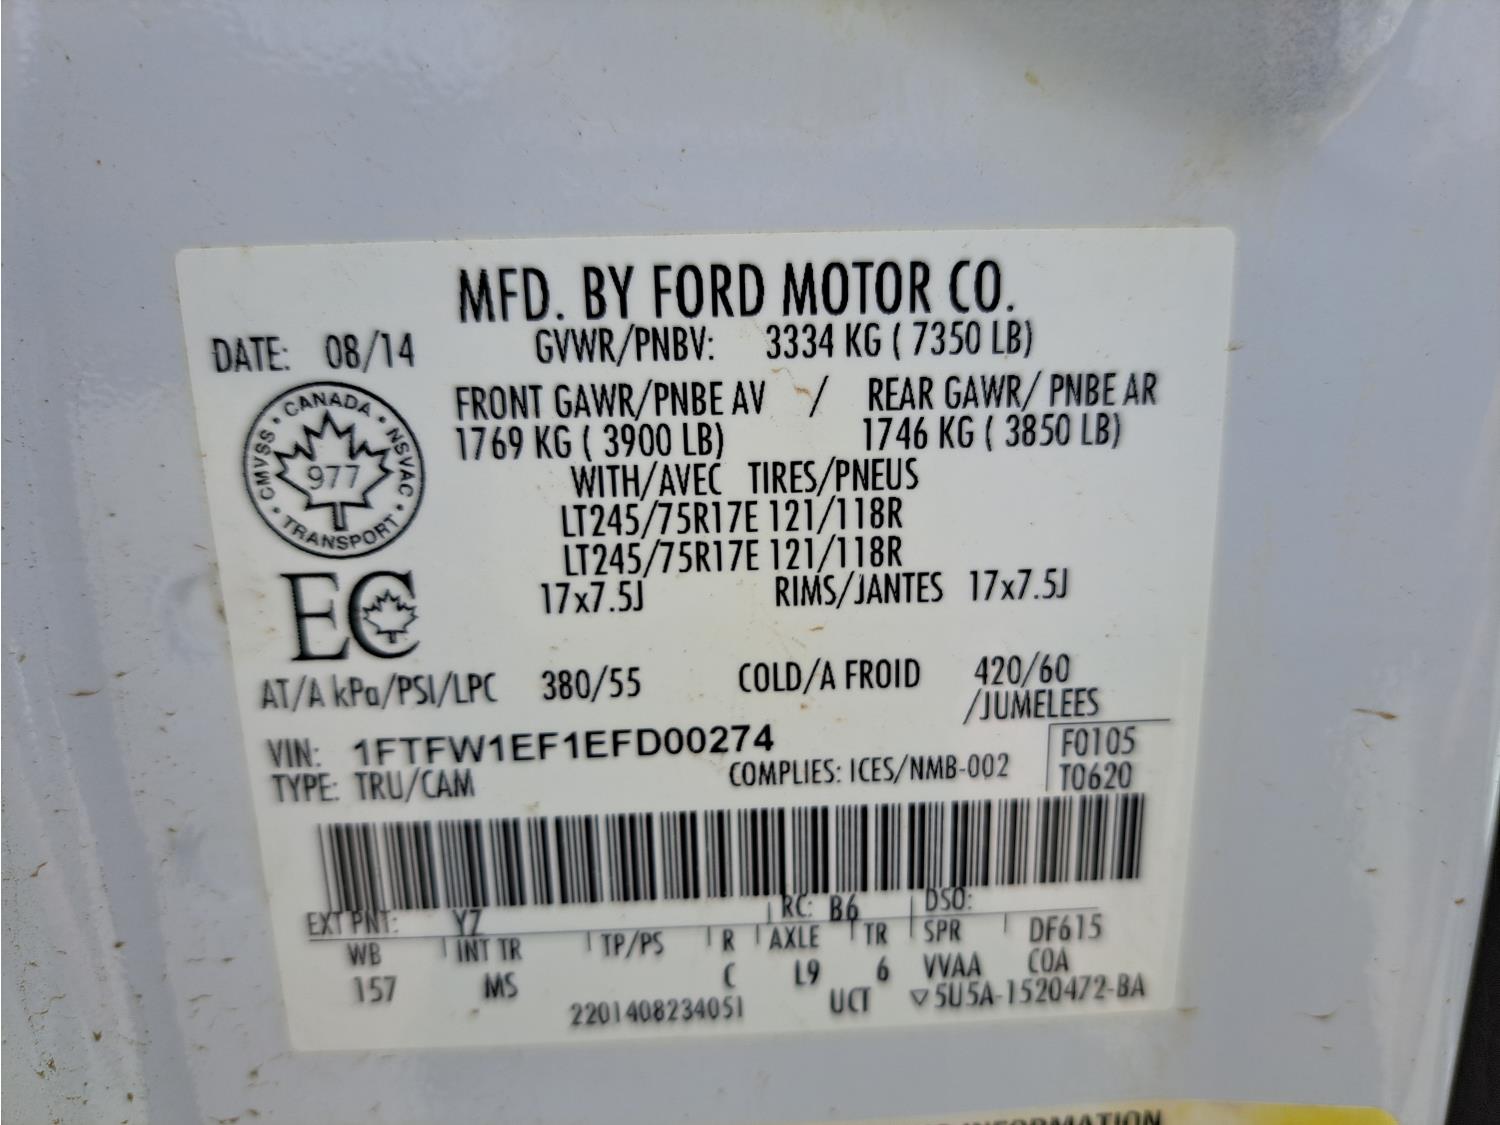 MFD. BY FORD MOTOR CO.
DATE: 08/14
GVWR/PNBV: 3334 KG ( 7350 LB)
FRONT GAWR/PNBE AV / REAR GAWR/ PNBE AR
1769 KG ( 3900 LB) 1746 KG ( 3850 LB)
WITH/AVEC TIRES/PNEUS
LT245/75R17E 121/118R
LT245/75R17E 121/118R
17x7.5J RIMS/JANTES 17x7.5J
CANADA
CMVSS NSVAC
977
TRANSPORT
EC
AT/A kPa/PSI/LPC 380/55 COLD/A FROID 420/60
/JUMELEES
VIN: 1FTFW1EF1EFD00274
F0105
TYPE: TRU/CAM COMPLIES: ICES/NMB-002 T0620
EXT PNT: YZ RC: B6 DSO:
WB INT TR TP/PS R AXLE TR SPR DF615
157 MS C L9 6 VVAA COA
2201408234051 UCT ▽5U5A-1520472-BA
INFORMATION